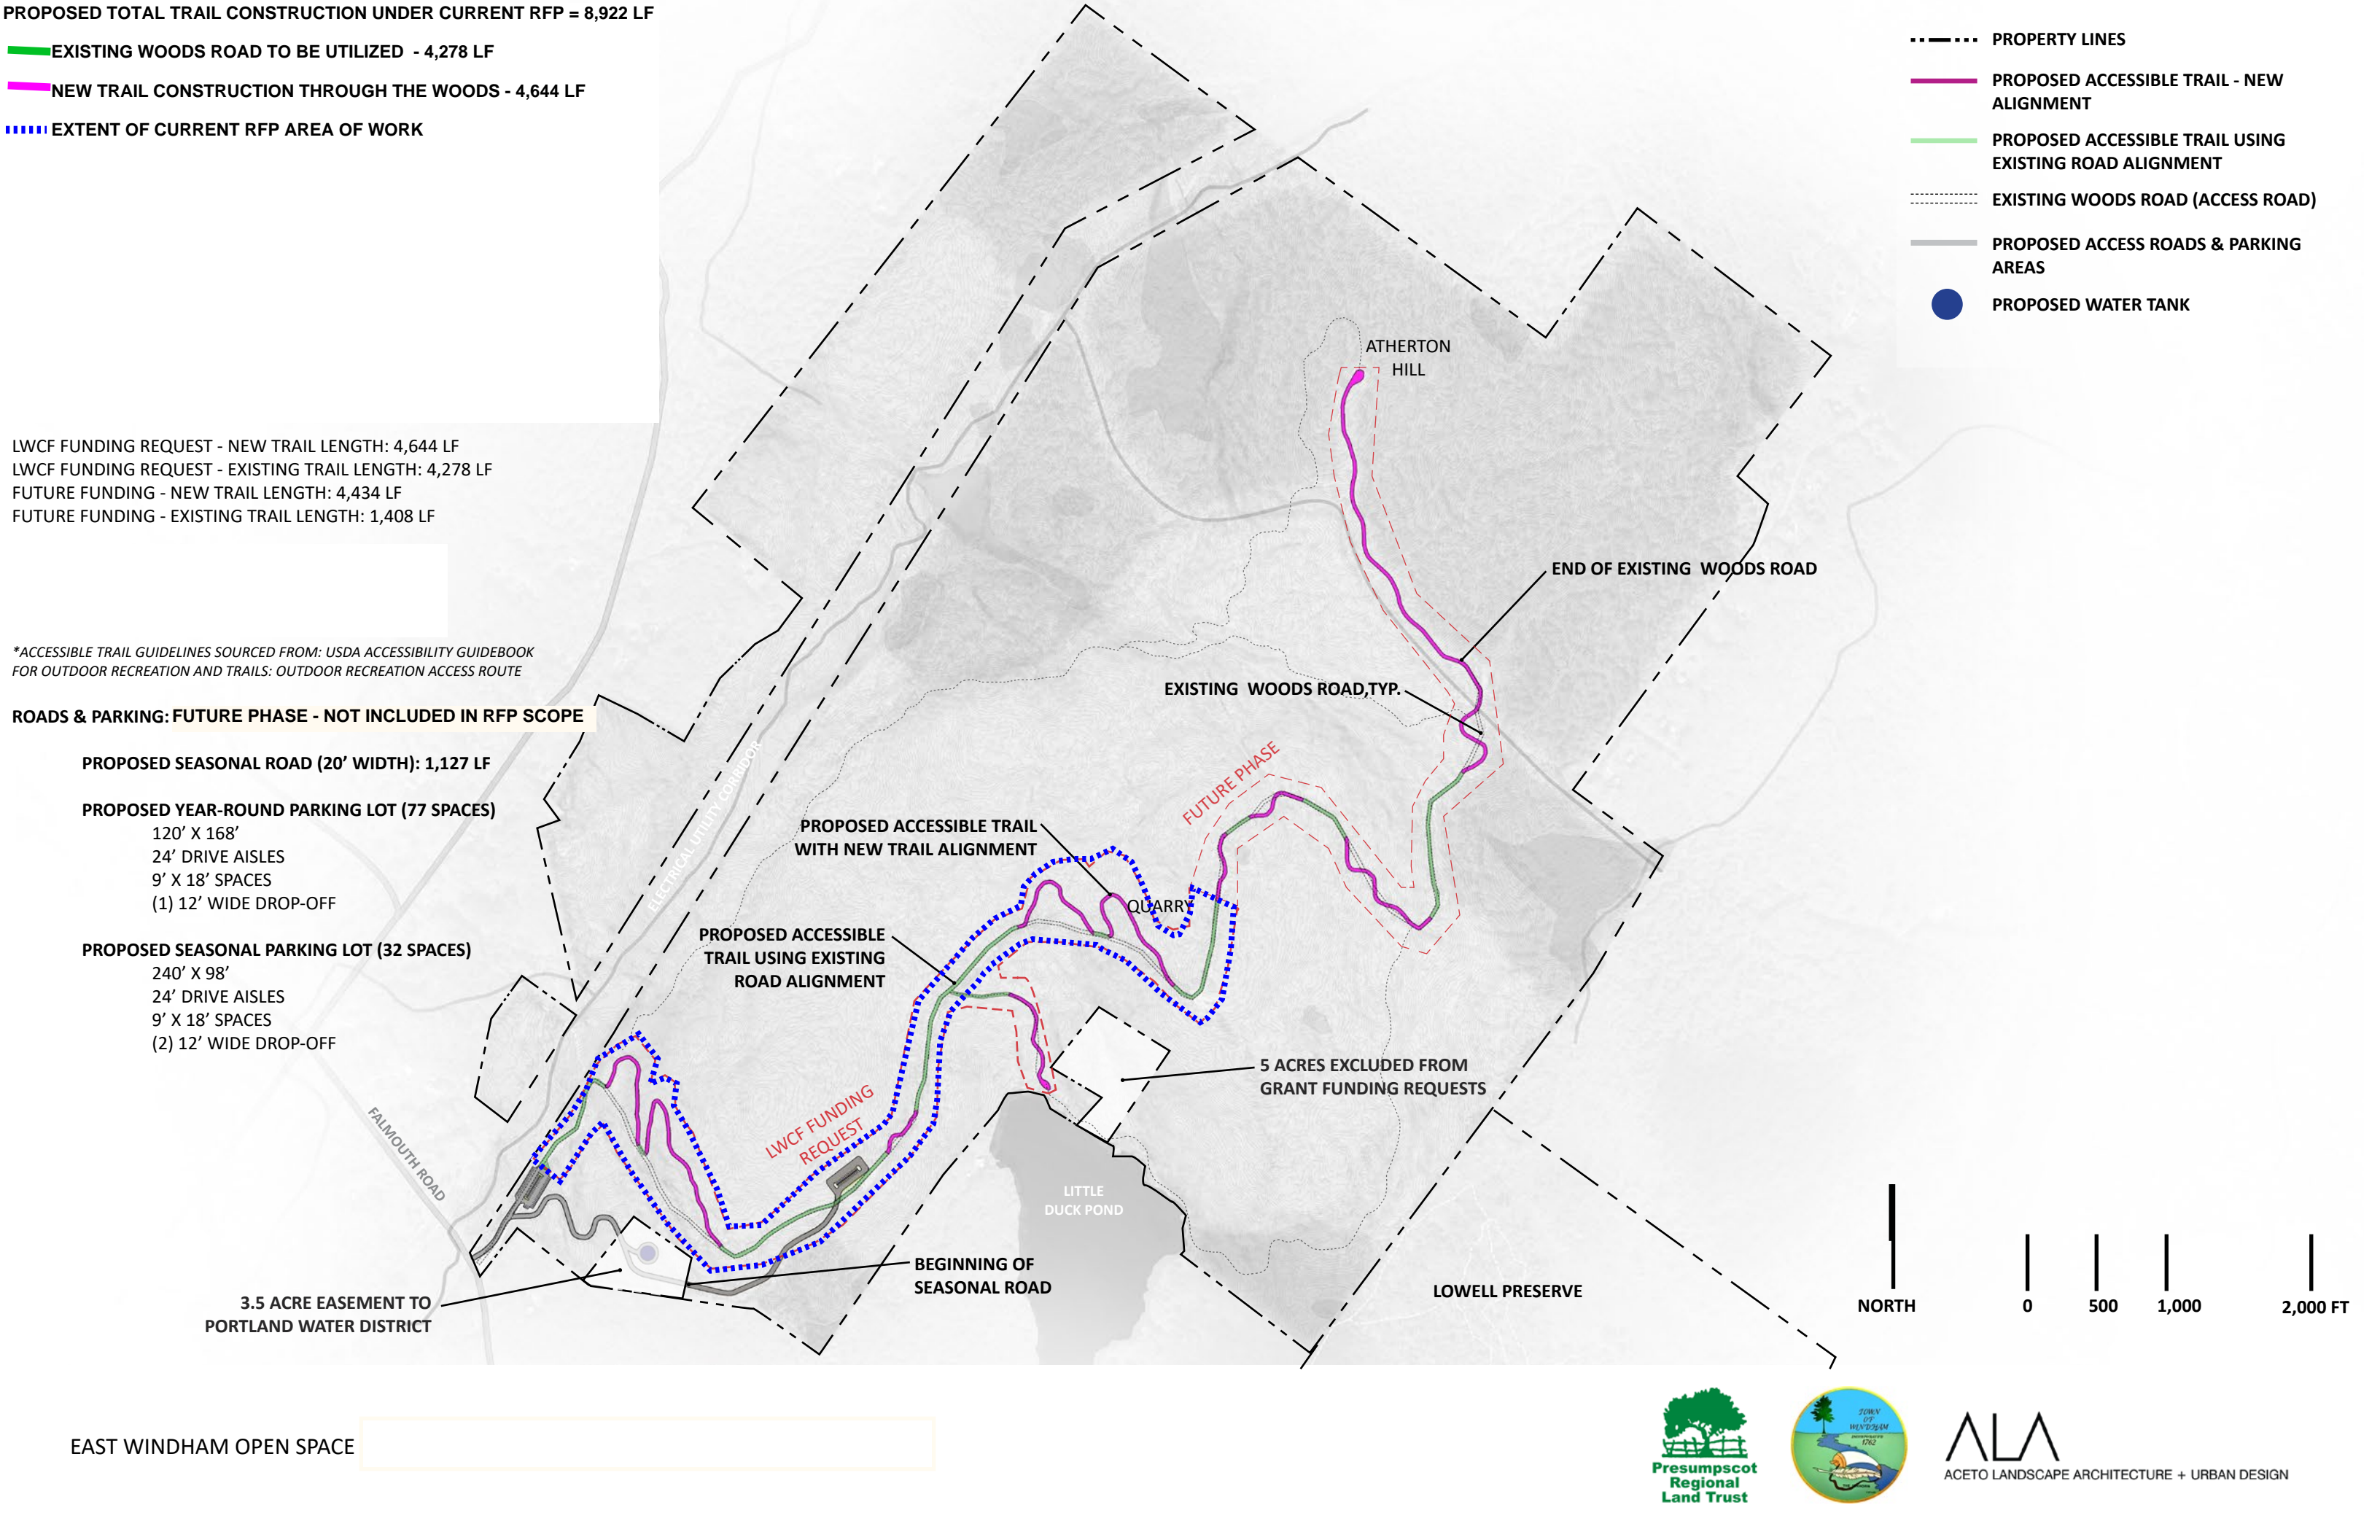 PROPOSED TOTAL TRAIL CONSTRUCTION UNDER CURRENT RFP = 8,922 LF
EXISTING WOODS ROAD TO BE UTILIZED - 4,278 LF
NEW TRAIL CONSTRUCTION THROUGH THE WOODS - 4,644 LF
EXTENT OF CURRENT RFP AREA OF WORK
LWCF FUNDING REQUEST - NEW TRAIL LENGTH: 4,644 LF
LWCF FUNDING REQUEST - EXISTING TRAIL LENGTH: 4,278 LF
FUTURE FUNDING - NEW TRAIL LENGTH: 4,434 LF
FUTURE FUNDING - EXISTING TRAIL LENGTH: 1,408 LF
*ACCESSIBLE TRAIL GUIDELINES SOURCED FROM: USDA ACCESSIBILITY GUIDEBOOK
FOR OUTDOOR RECREATION AND TRAILS: OUTDOOR RECREATION ACCESS ROUTE
ROADS & PARKING: FUTURE PHASE - NOT INCLUDED IN RFP SCOPE
PROPOSED SEASONAL ROAD (20' WIDTH): 1,127 LF
PROPOSED YEAR-ROUND PARKING LOT (77 SPACES)
120' X 168'
24' DRIVE AISLES
9' X 18' SPACES
(1) 12' WIDE DROP-OFF
PROPOSED SEASONAL PARKING LOT (32 SPACES)
240' X 98'
24' DRIVE AISLES
9' X 18' SPACES
(2) 12' WIDE DROP-OFF
PROPERTY LINES
PROPOSED ACCESSIBLE TRAIL - NEW
ALIGNMENT
PROPOSED ACCESSIBLE TRAIL USING
EXISTING ROAD ALIGNMENT
EXISTING WOODS ROAD (ACCESS ROAD)
PROPOSED ACCESS ROADS & PARKING
AREAS
PROPOSED WATER TANK
ATHERTON
HILL
END OF EXISTING WOODS ROAD
EXISTING WOODS ROAD,TYP.
FUTURE PHASE
ELECTRICAL UTILITY CORRIDOR
PROPOSED ACCESSIBLE TRAIL
WITH NEW TRAIL ALIGNMENT
QUARRY
PROPOSED ACCESSIBLE
TRAIL USING EXISTING
ROAD ALIGNMENT
5 ACRES EXCLUDED FROM
GRANT FUNDING REQUESTS
LWCF FUNDING
REQUEST
FALMOUTH ROAD
LITTLE
DUCK POND
BEGINNING OF
SEASONAL ROAD
3.5 ACRE EASEMENT TO
PORTLAND WATER DISTRICT
LOWELL PRESERVE
NORTH
0 500 1,000 2,000 FT
EAST WINDHAM OPEN SPACE
Presumpscot
Regional
Land Trust
TOWN
OF
WINDHAM
1762
ALA
ACETO LANDSCAPE ARCHITECTURE + URBAN DESIGN